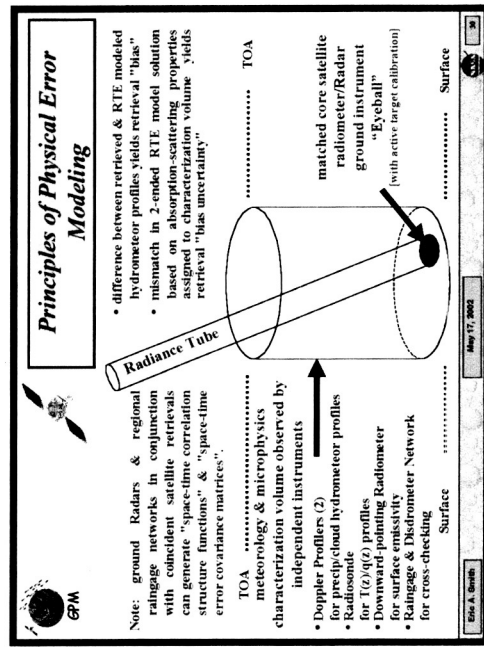 GPM
Principles of Physical Error
Modeling
Note: ground Radars & regional
raingage networks in conjunction
with coincident satellite retrievals
can generate "space-time correlation
structure functions" & "space-time
error covariance matrices".
• difference between retrieved & RTE modeled
hydrometeor profiles yields retrieval "bias"
• mismatch in 2-ended RTE model solution
based on absorption-scattering properties
assigned to characterization volume yields
retrieval "bias uncertainty"
Radiance Tube
TOA
TOA
meteorology & microphysics
characterization volume observed by
independent instruments
• Doppler Profilers (2)
for precip/cloud hydrometeor profiles
• Radiosonde
for T(z)/q(z) profiles
• Downward-pointing Radiometer
for surface emissivity
• Raingage & Disdrometer Network
for cross-checking
matched core satellite
radiometer/Radar
ground instrument
"Eyeball"
[with active target calibration]
Surface
Surface
Eric A. Smith
May 17, 2002